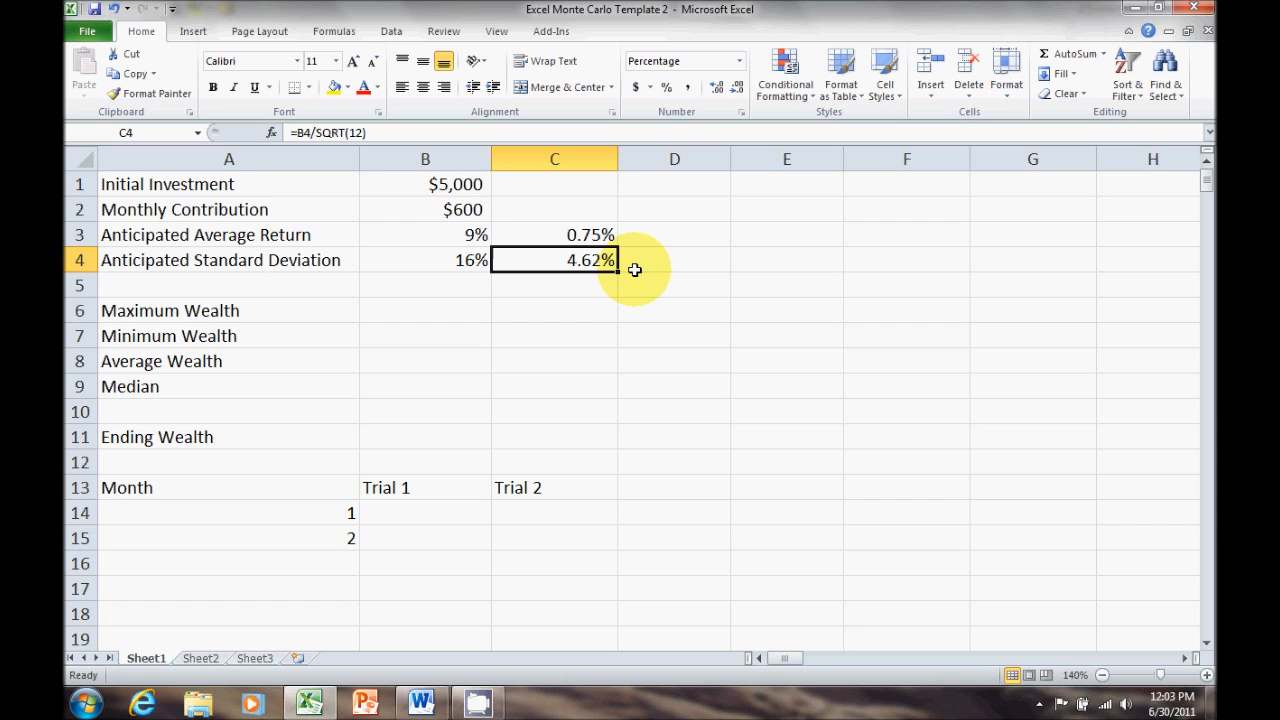 Excel Monte Carlo Template 2 - Microsoft Excel
File Home Insert Page Layout Formulas Data Review View Add-Ins
Cut
Copy
Format Painter
Paste
Clipboard
Calibri 11
B I U
Font
Wrap Text
Merge & Center
Alignment
Percentage
$ % ,
Number
Conditional Formatting
Format as Table
Cell Styles
Styles
Insert Delete Format
Cells
AutoSum
Fill
Clear
Sort & Filter
Find & Select
Editing
C4 fx =B4/SQRT(12)
A B C D E F G H
1 Initial Investment $5,000
2 Monthly Contribution $600
3 Anticipated Average Return 9% 0.75%
4 Anticipated Standard Deviation 16% 4.62%
5
6 Maximum Wealth
7 Minimum Wealth
8 Average Wealth
9 Median
10
11 Ending Wealth
12
13 Month Trial 1 Trial 2
14 1
15 2
16
17
18
19
Sheet1 Sheet2 Sheet3
Ready 140%
12:03 PM
6/30/2011